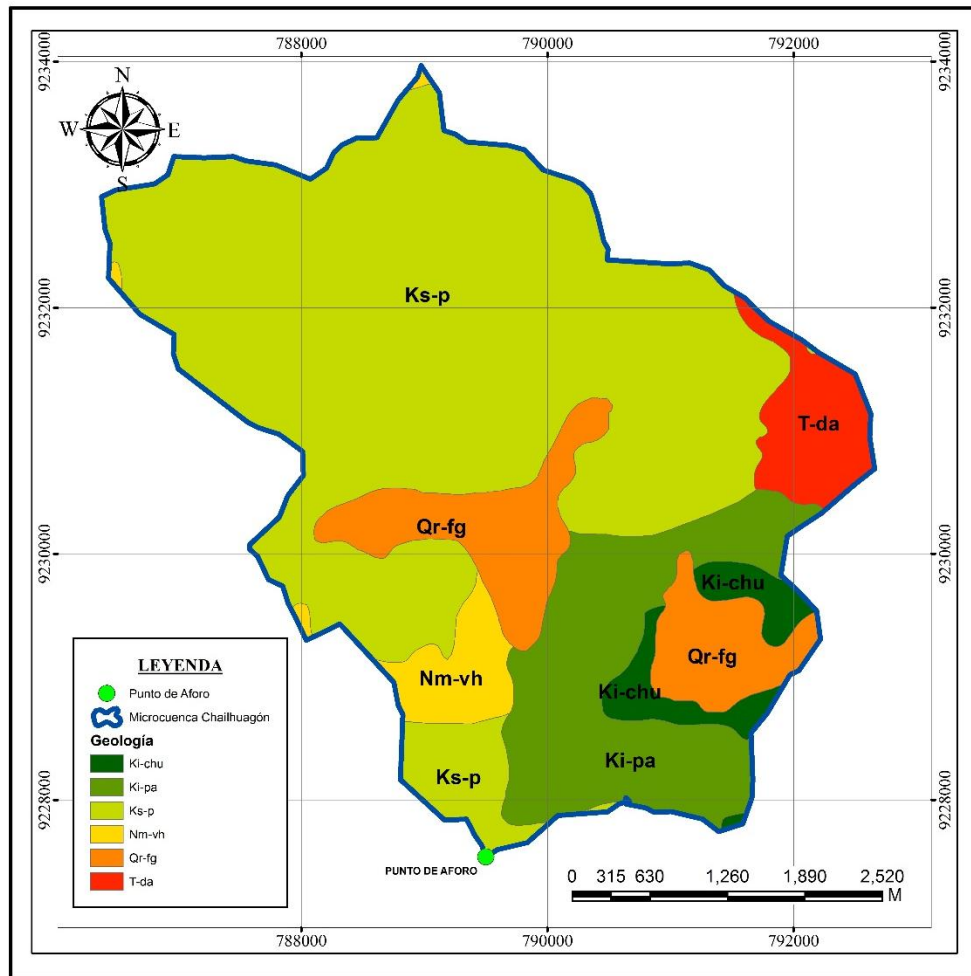 788000 790000 792000
9234000 9234000
N
W E
S
Ks-p
9232000 9232000
T-da
Qr-fg
9230000 9230000
Ki-chu
Qr-fg
Nm-vh
Ki-chu
Ki-pa
Ks-p
9228000 9228000
PUNTO DE AFORO
LEYENDA
Punto de Aforo
Microcuenca Chailhuagón
Geología
Ki-chu
Ki-pa
Ks-p
Nm-vh
Qr-fg
T-da
0 315 630 1,260 1,890 2,520
M
788000 790000 792000